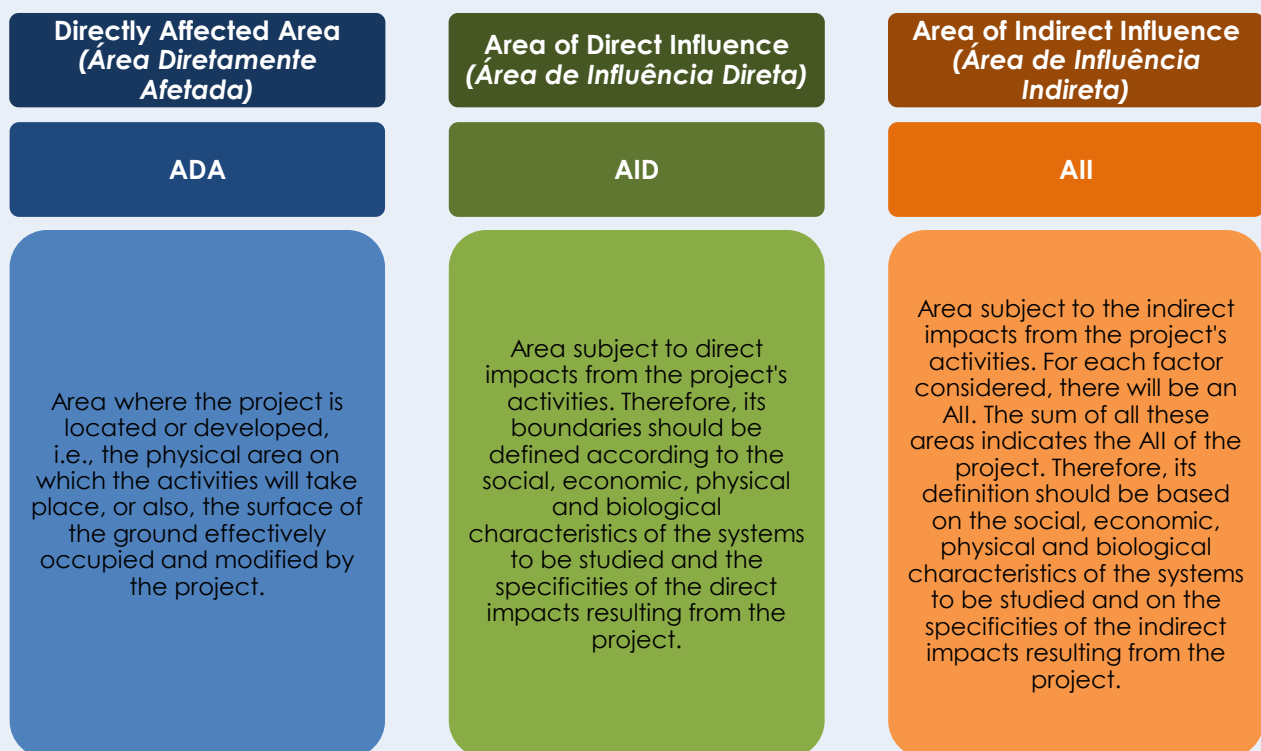 Directly Affected Area
(Área Diretamente
Afetada)
ADA
Area where the project is
located or developed,
i.e., the physical area on
which the activities will take
place, or also, the surface of
the ground effectively
occupied and modified by
the project.
Area of Direct Influence
(Área de Influência Direta)
AID
Area subject to direct
impacts from the project's
activities. Therefore, its
boundaries should be
defined according to the
social, economic, physical
and biological
characteristics of the systems
to be studied and the
specificities of the direct
impacts resulting from the
project.
Area of Indirect Influence
(Área de Influência
Indireta)
AII
Area subject to the indirect
impacts from the project's
activities. For each factor
considered, there will be an
AII. The sum of all these
areas indicates the AII of the
project. Therefore, its
definition should be based
on the social, economic,
physical and biological
characteristics of the systems
to be studied and on the
specificities of the indirect
impacts resulting from the
project.